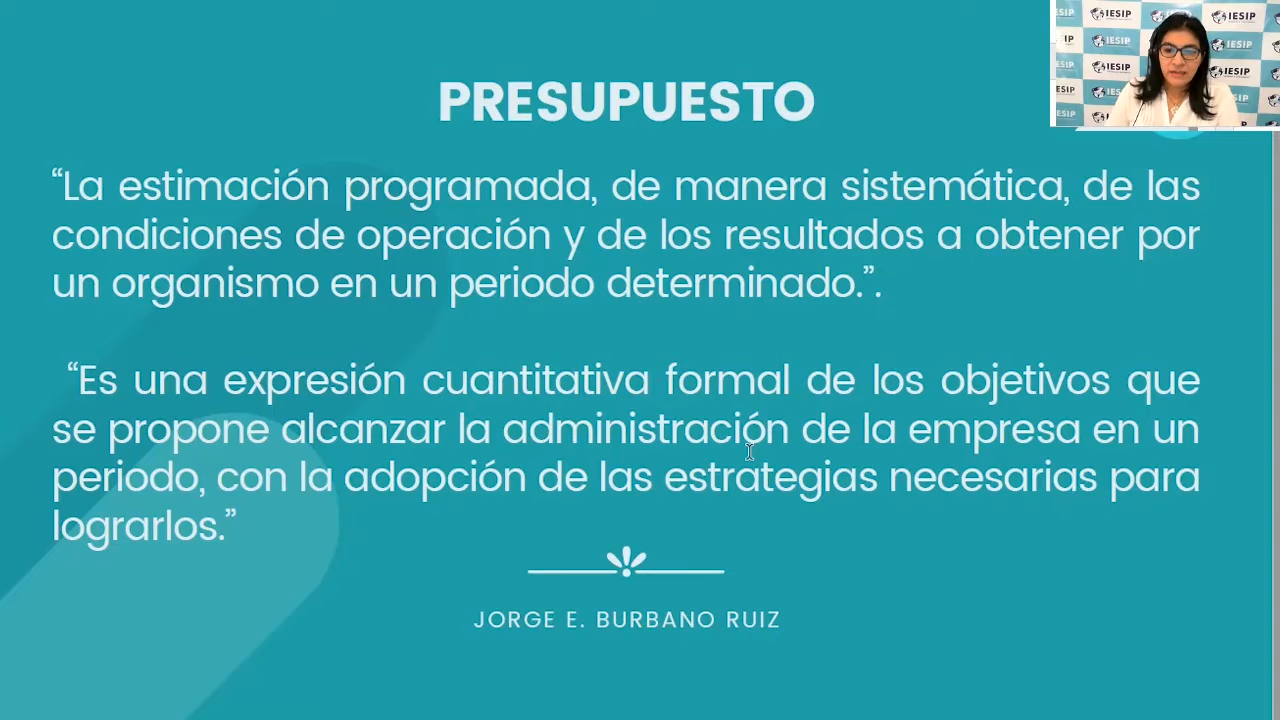 PRESUPUESTO
“La estimación programada, de manera sistemática, de las
condiciones de operación y de los resultados a obtener por
un organismo en un periodo determinado.”.
“Es una expresión cuantitativa formal de los objetivos que
se propone alcanzar la administración de la empresa en un
periodo, con la adopción de las estrategias necesarias para
lograrlos.”
JORGE E. BURBANO RUIZ
IESIP
IESIP
IESIP
IESIP
IESIP